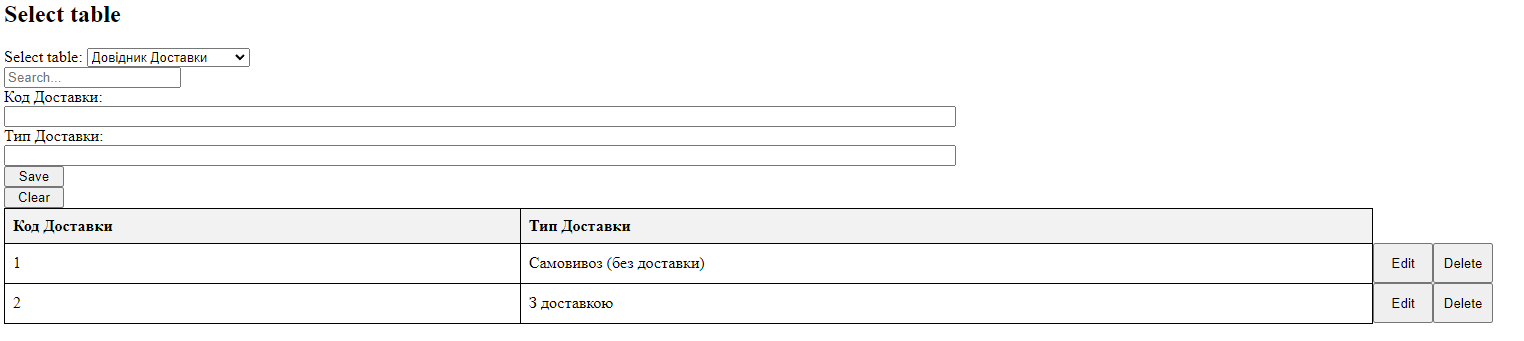 Select table
Select table: Довідник Доставки
Search...
Код Доставки:
Тип Доставки:
Save
Clear
Код Доставки Тип Доставки
1 Самовивоз (без доставки) Edit Delete
2 З доставкою Edit Delete